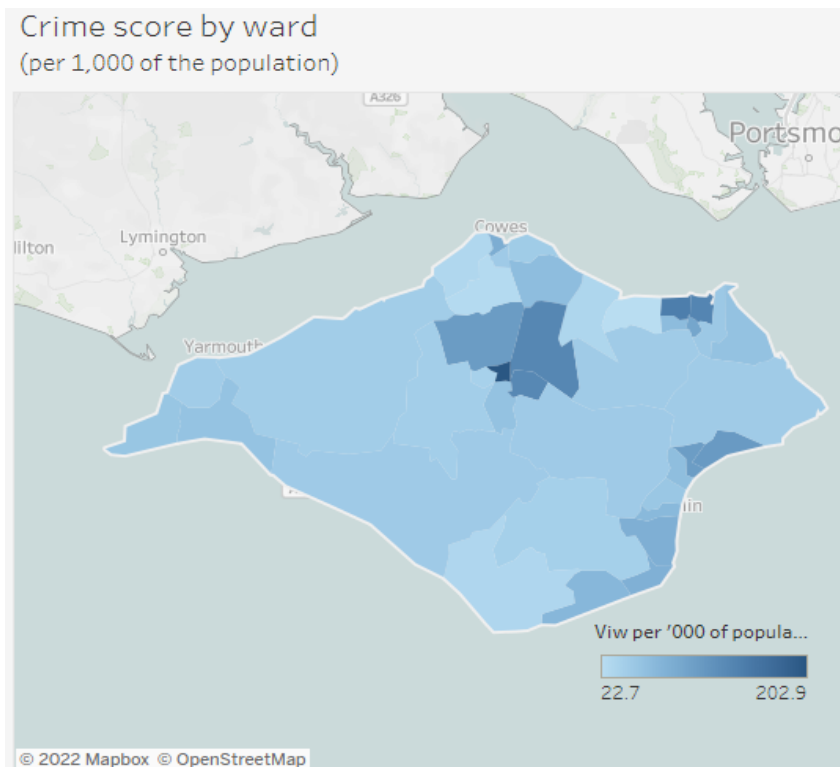 Crime score by ward
(per 1,000 of the population)
A326
Portsmo
Cowes
Lymington
ilton
Yarmouth
in
Viw per '000 of popula...
22.7 202.9
© 2022 Mapbox © OpenStreetMap